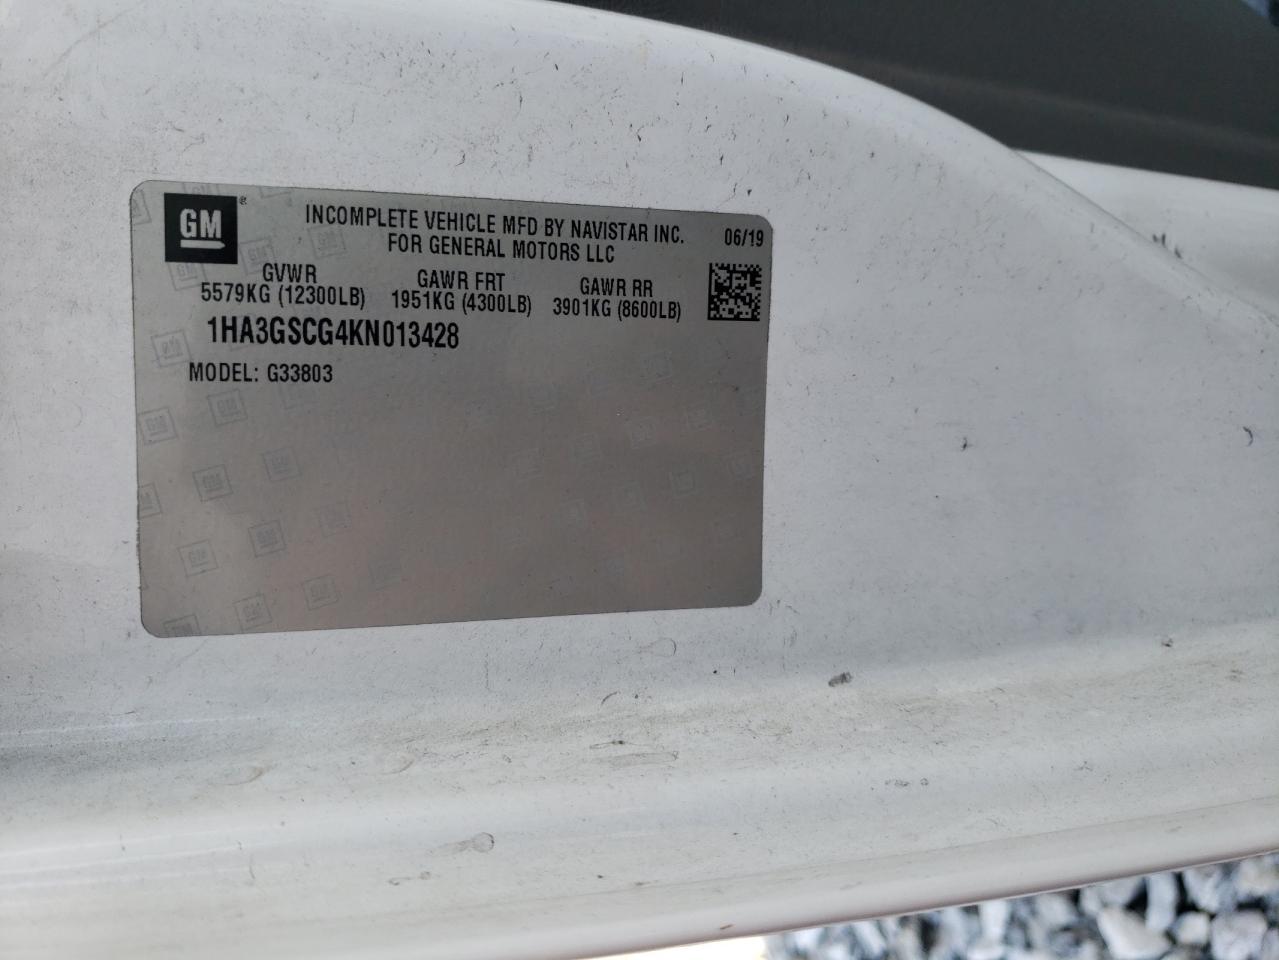 GM ®
INCOMPLETE VEHICLE MFD BY NAVISTAR INC. 06/19
FOR GENERAL MOTORS LLC
GVWR GAWR FRT GAWR RR
5579KG (12300LB) 1951KG (4300LB) 3901KG (8600LB)
1HA3GSCG4KN013428
MODEL: G33803